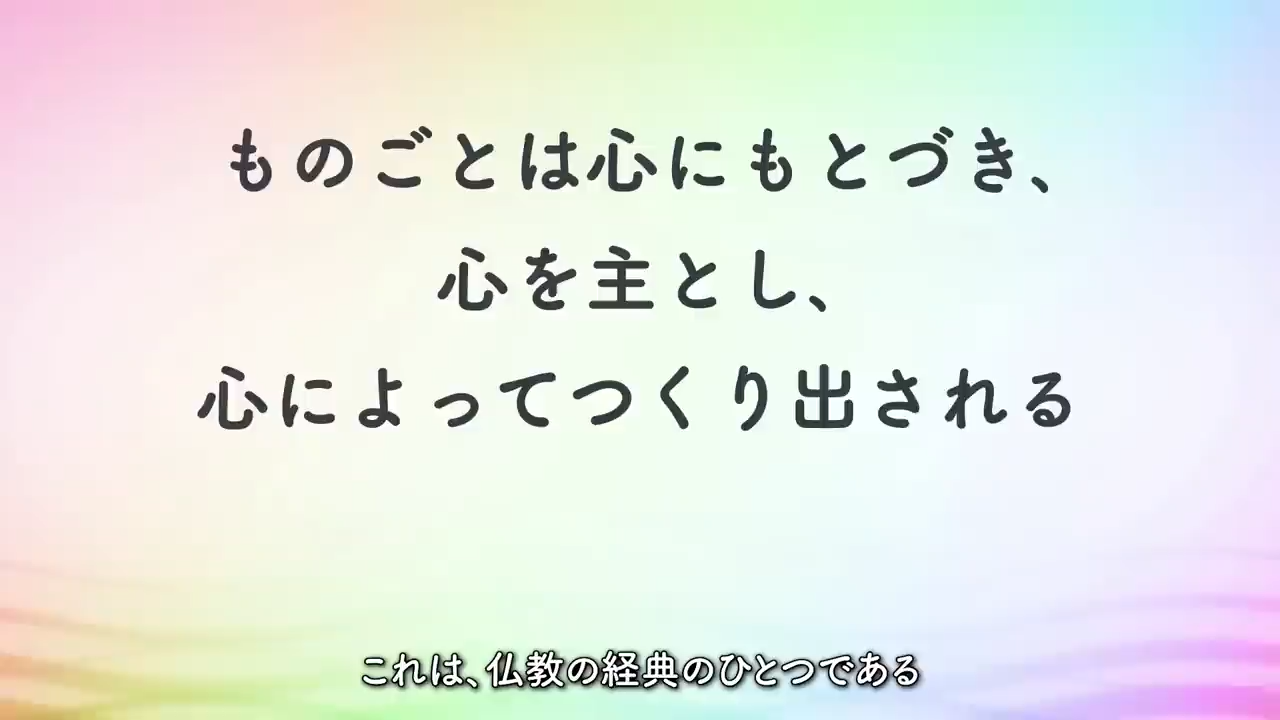 ものごとは心にもとづき、
心を主とし、
心によってつくり出される
これは、仏教の経典のひとつである